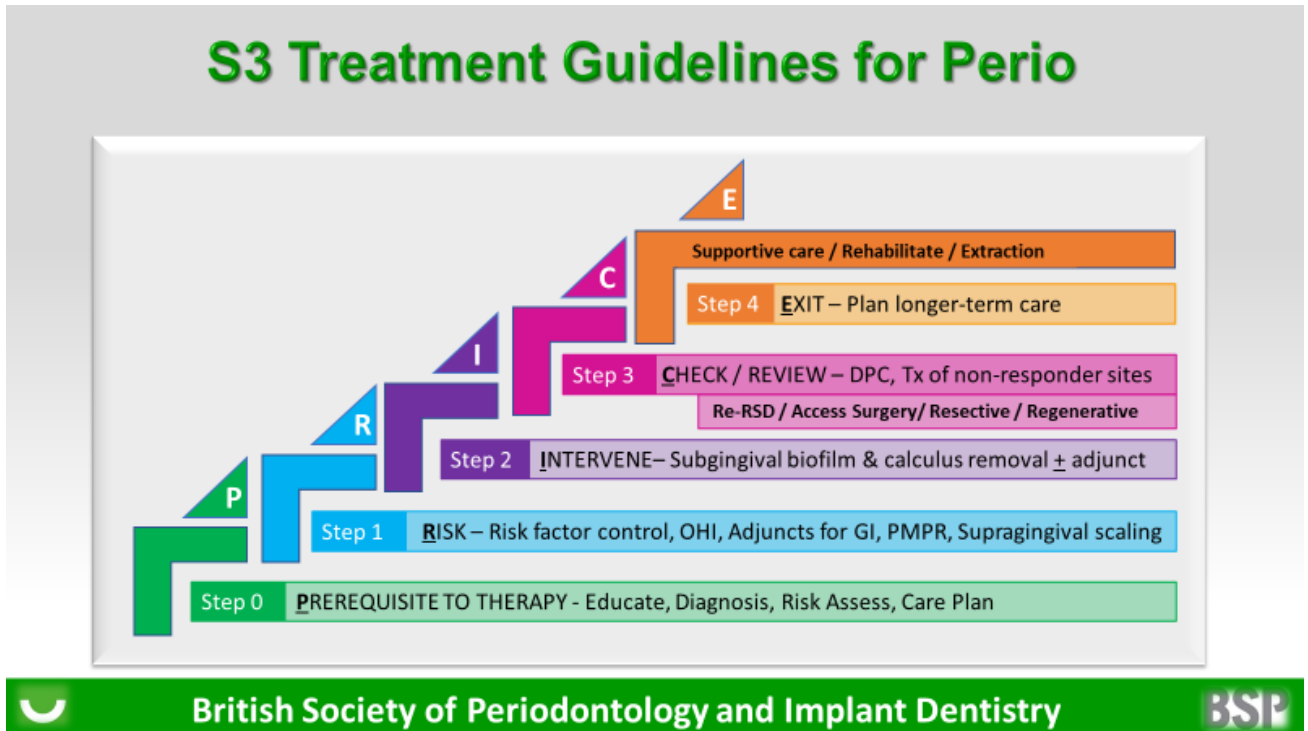 S3 Treatment Guidelines for Perio
E
Supportive care / Rehabilitate / Extraction
C
Step 4 EXIT – Plan longer-term care
I
Step 3 CHECK / REVIEW – DPC, Tx of non-responder sites
Re-RSD / Access Surgery/ Resective / Regenerative
R
Step 2 INTERVENE– Subgingival biofilm & calculus removal ± adjunct
P
Step 1 RISK – Risk factor control, OHI, Adjuncts for GI, PMPR, Supragingival scaling
Step 0 PREREQUISITE TO THERAPY - Educate, Diagnosis, Risk Assess, Care Plan
British Society of Periodontology and Implant Dentistry
BSP